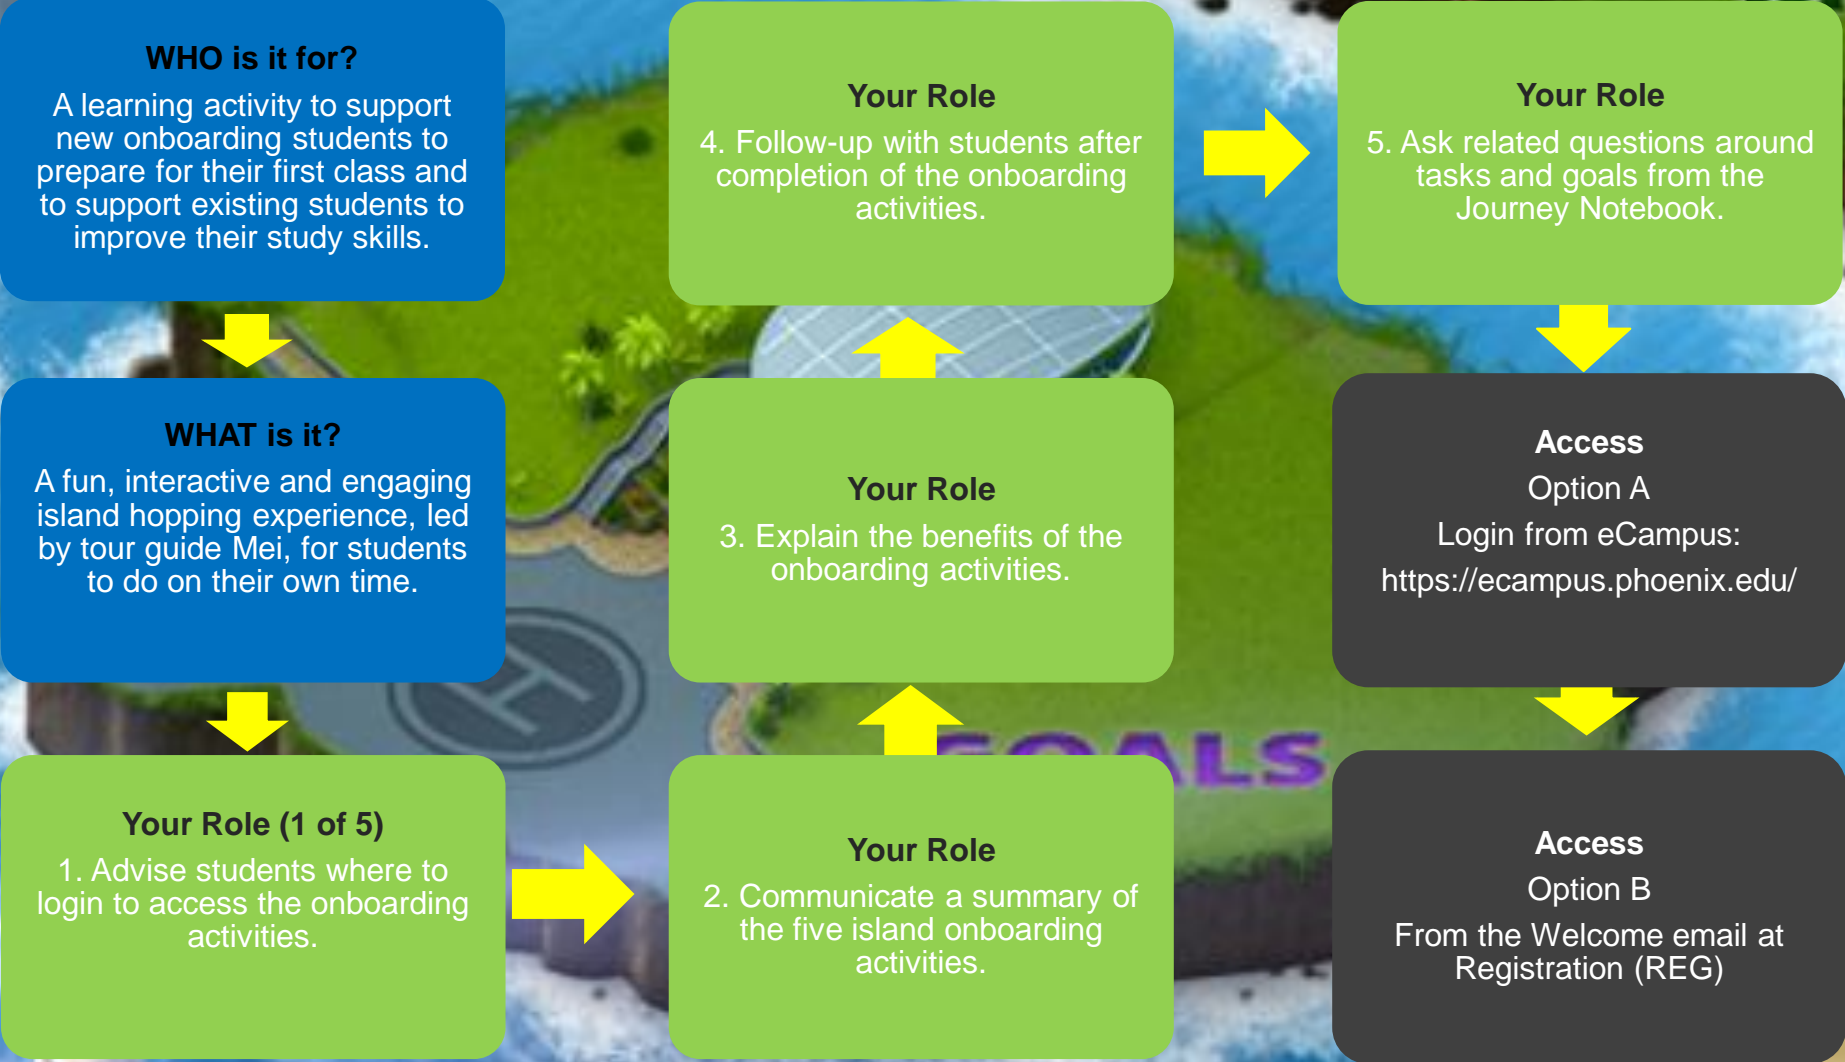 WHO is it for?
A learning activity to support
new onboarding students to
prepare for their first class and
to support existing students to
improve their study skills.
WHAT is it?
A fun, interactive and engaging
island hopping experience, led
by tour guide Mei, for students
to do on their own time.
Your Role (1 of 5)
1. Advise students where to
login to access the onboarding
activities.
Your Role
2. Communicate a summary of
the five island onboarding
activities.
Your Role
3. Explain the benefits of the
onboarding activities.
Your Role
4. Follow-up with students after
completion of the onboarding
activities.
Your Role
5. Ask related questions around
tasks and goals from the
Journey Notebook.
Access
Option A
Login from eCampus:
https://ecampus.phoenix.edu/
Access
Option B
From the Welcome email at
Registration (REG)
GOALS
H